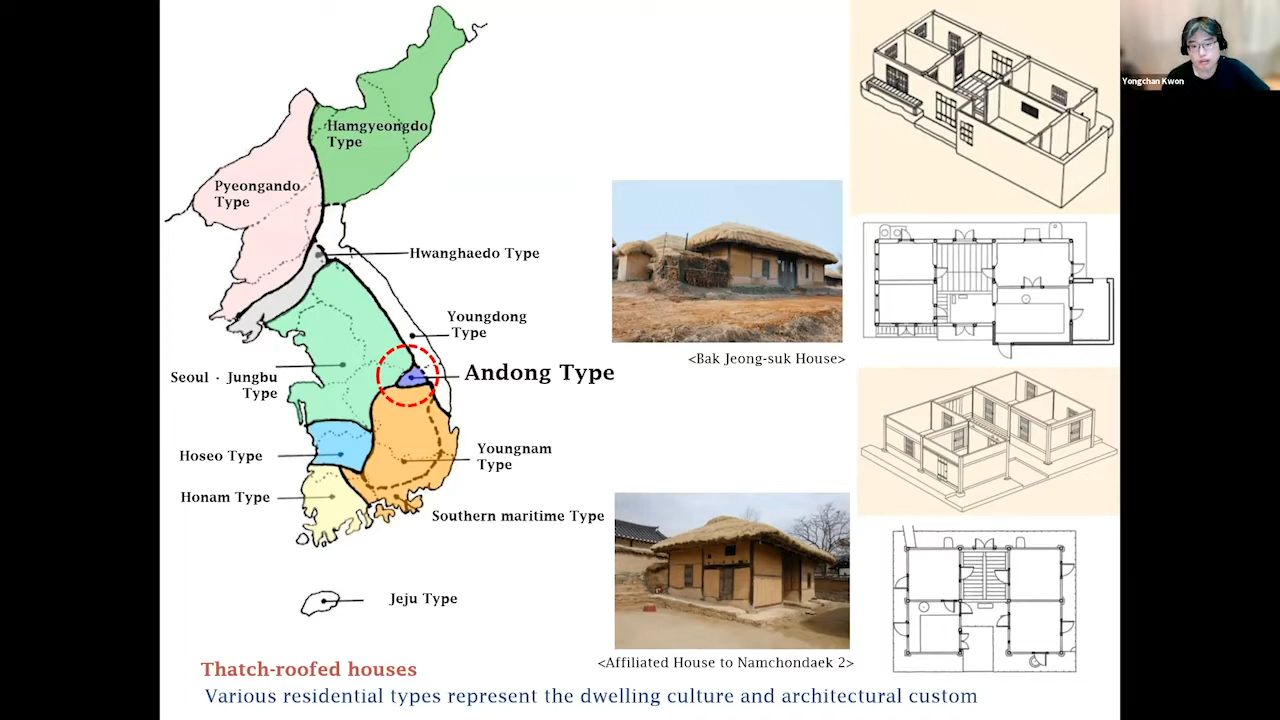 Hamgyeongdo
Type
Pyeongando
Type
Hwanghaedo Type
Youngdong
Type
Andong Type
Seoul · Jungbu
Type
Hoseo Type
Youngnam
Type
Honam Type
Southern maritime Type
Jeju Type
<Bak Jeong-suk House>
<Affiliated House to Namchondaek 2>
Thatch-roofed houses
Various residential types represent the dwelling culture and architectural custom
Yongchan Kwon